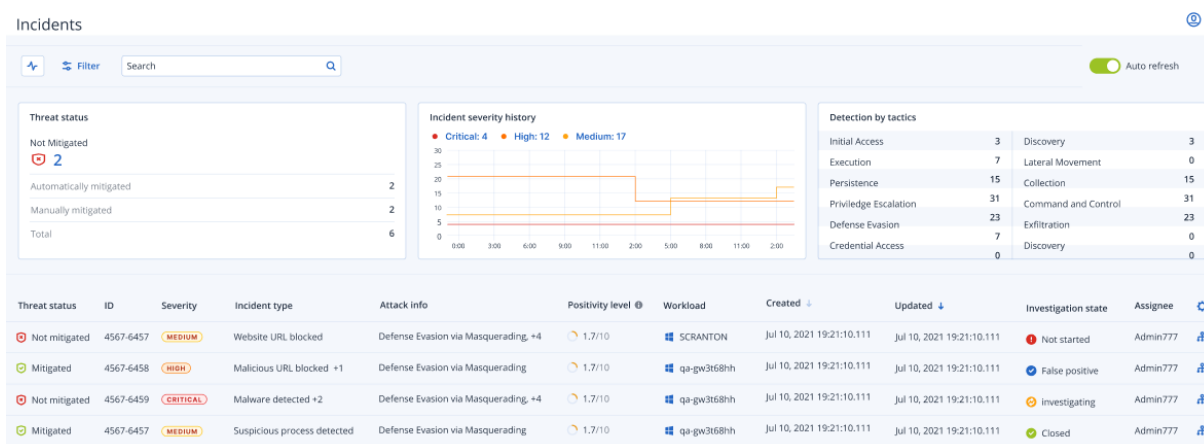 Incidents
Filter
Search
Auto refresh
Threat status
Not Mitigated
2
Automatically mitigated 2
Manually mitigated 2
Total 6
Incident severity history
Critical: 4 High: 12 Medium: 17
30
25
20
15
10
5
0
0:00 3:00 6:00 9:00 11:00 2:00 5:00 8:00 11:00 2:00
Detection by tactics
Initial Access 3 Discovery 3
Execution 7 Lateral Movement 0
Persistence 15 Collection 15
Priviledge Escalation 31 Command and Control 31
Defense Evasion 23 Exfiltration 23
Credential Access 7 Discovery 0
0 0
Threat status ID Severity Incident type Attack info Positivity level Workload Created ↓ Updated ↓ Investigation state Assignee
Not mitigated 4567-6457 MEDIUM Website URL blocked Defense Evasion via Masquerading, +4 1.7/10 SCRANTON Jul 10, 2021 19:21:10.111 Jul 10, 2021 19:21:10.111 Not started Admin777
Mitigated 4567-6458 HIGH Malicious URL blocked +1 Defense Evasion via Masquerading 1.7/10 qa-gw3t68hh Jul 10, 2021 19:21:10.111 Jul 10, 2021 19:21:10.111 False positive Admin777
Not mitigated 4567-6459 CRITICAL Malware detected +2 Defense Evasion via Masquerading, +4 1.7/10 qa-gw3t68hh Jul 10, 2021 19:21:10.111 Jul 10, 2021 19:21:10.111 investigating Admin777
Mitigated 4567-6457 MEDIUM Suspicious process detected Defense Evasion via Masquerading 1.7/10 qa-gw3t68hh Jul 10, 2021 19:21:10.111 Jul 10, 2021 19:21:10.111 Closed Admin777